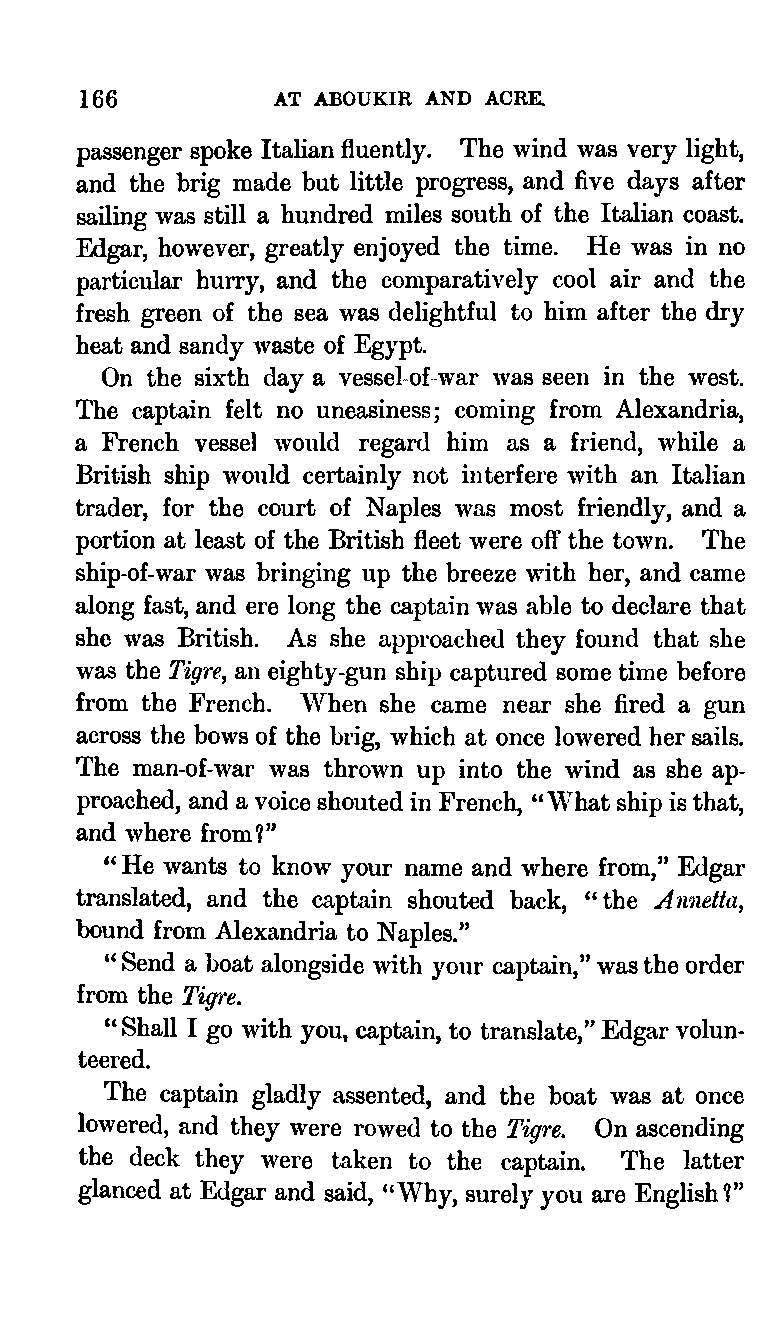 166 AT ABOUKIR AND ACRE.
passenger spoke Italian fluently. The wind was very light,
and the brig made but little progress, and five days after
sailing was still a hundred miles south of the Italian coast.
Edgar, however, greatly enjoyed the time. He was in no
particular hurry, and the comparatively cool air and the
fresh green of the sea was delightful to him after the dry
heat and sandy waste of Egypt.
On the sixth day a vessel-of-war was seen in the west.
The captain felt no uneasiness; coming from Alexandria,
a French vessel would regard him as a friend, while a
British ship would certainly not interfere with an Italian
trader, for the court of Naples was most friendly, and a
portion at least of the British fleet were off the town. The
ship-of-war was bringing up the breeze with her, and came
along fast, and ere long the captain was able to declare that
she was British. As she approached they found that she
was the Tigre, an eighty-gun ship captured some time before
from the French. When she came near she fired a gun
across the bows of the brig, which at once lowered her sails.
The man-of-war was thrown up into the wind as she ap-
proached, and a voice shouted in French, "What ship is that,
and where from?"
"He wants to know your name and where from," Edgar
translated, and the captain shouted back, "the Annetta,
bound from Alexandria to Naples."
"Send a boat alongside with your captain," was the order
from the Tigre.
"Shall I go with you, captain, to translate," Edgar volun-
teered.
The captain gladly assented, and the boat was at once
lowered, and they were rowed to the Tigre. On ascending
the deck they were taken to the captain. The latter
glanced at Edgar and said, "Why, surely you are English?"